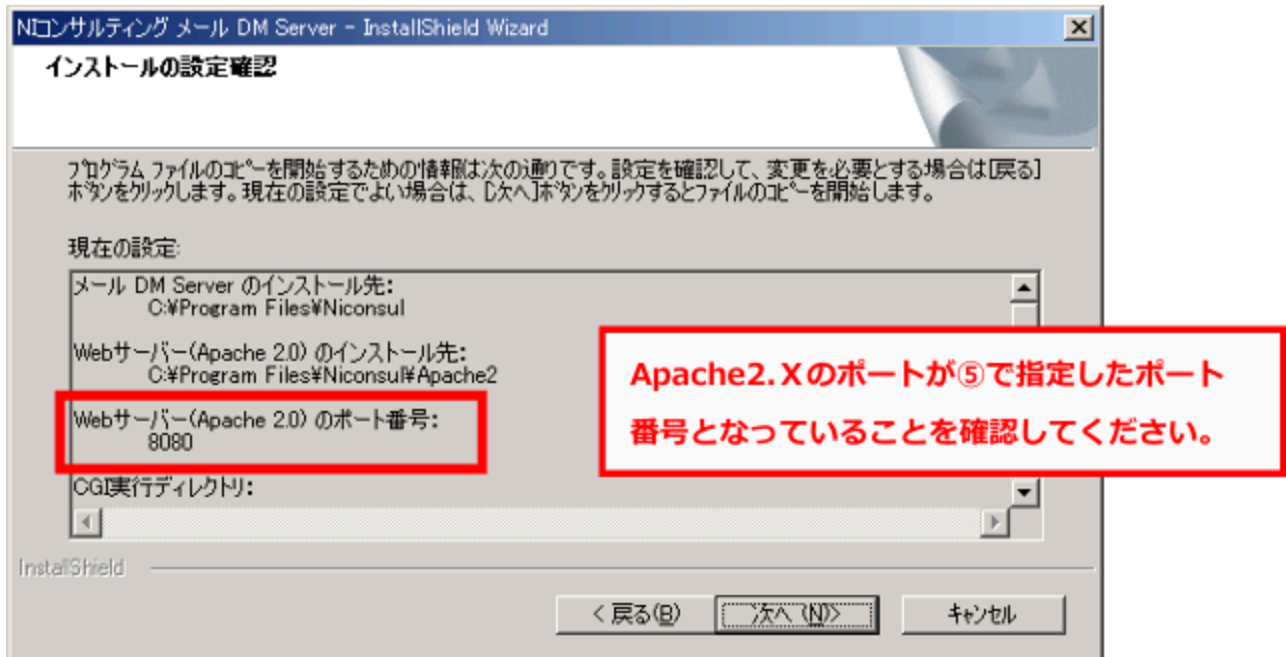 NIコンサルティング メール DM Server - InstallShield Wizard
インストールの設定確認
プログラム ファイルのコピーを開始するための情報は次の通りです。設定を確認して、変更を必要とする場合は[戻る]
ボタンをクリックします。現在の設定でよい場合は、[次へ]ボタンをクリックするとファイルのコピーを開始します。
現在の設定:
メール DM Server のインストール先:
C:¥Program Files¥Niconsul
Webサーバー(Apache 2.0) のインストール先:
C:¥Program Files¥Niconsul¥Apache2
Webサーバー(Apache 2.0) のポート番号:
8080
CGI実行ディレクトリ:
Apache2.Xのポートが⑤で指定したポート
番号となっていることを確認してください。
InstallShield
< 戻る(B)
次へ (N)>
キャンセル